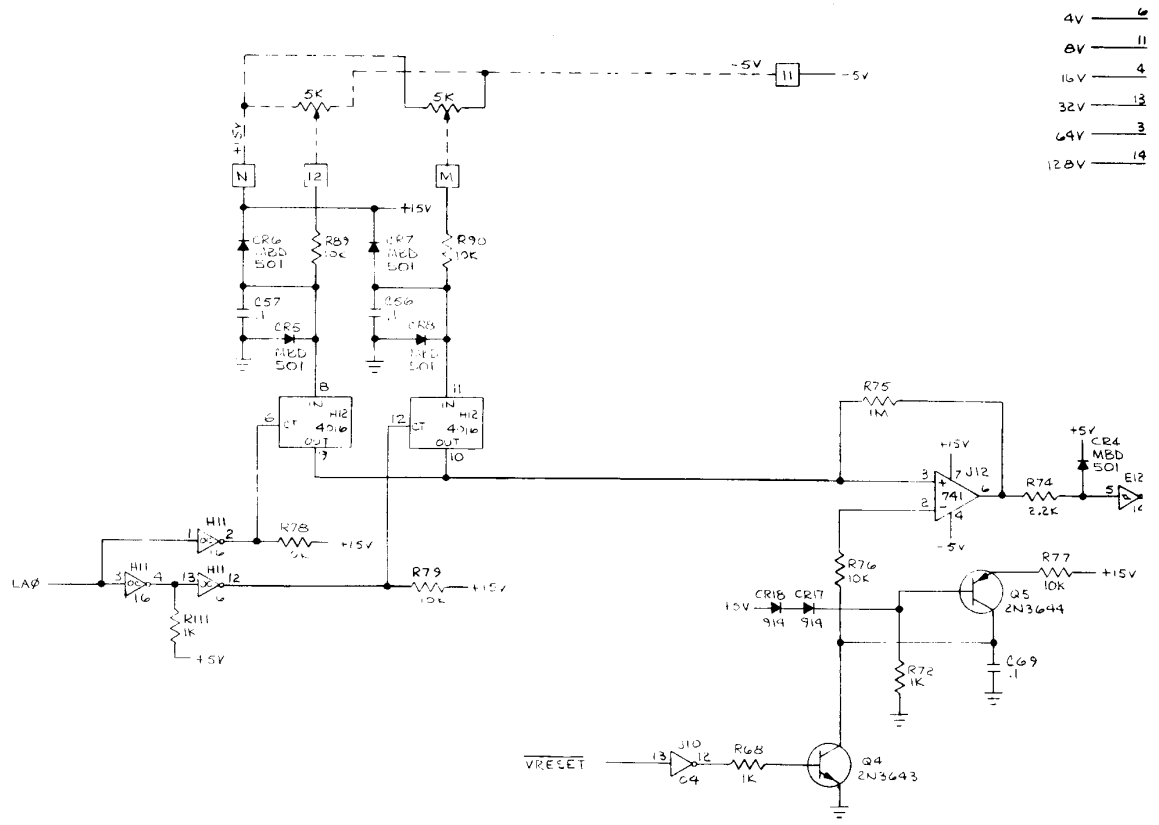 4V 6
8V 11
16V 4
32V 13
64V 3
128V 14
-5V 11 -5V
5K 5K
+15V
N 12 M
+15V
CR6 MBD 501
R89 10K
CR7 MBD 501
R90 10K
C57 .1
CR5 MBD 501
C56 .1
CR8 MBD 501
8 IN
6 CT H12 4016
OUT 9
11 IN
12 CT H12 4016
OUT 10
R75 1M
+15V
3 + 7 J12
741 6
2 - 4
-5V
R74 2.2K
+5V
CR4 MBD 501
5 E12
H11
1 OC 2
16
R78
+15V
LAØ
H11
3 OC 4
16
H11
13 12
R79 10K
+15V
R111 1K
+5V
R76 10K
R77 10K
+15V
Q5 2N3644
+5V
CR18 914
CR17 914
R72 1K
C69 .1
VRESET
J10
13 12
04
R68 1K
Q4 2N3643